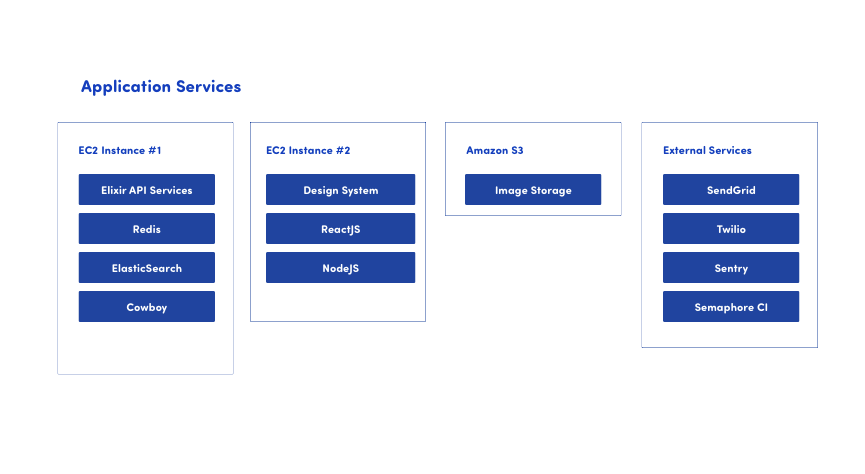 Application Services
EC2 Instance #1
Elixir API Services
Redis
ElasticSearch
Cowboy
EC2 Instance #2
Design System
ReactJS
NodeJS
Amazon S3
Image Storage
External Services
SendGrid
Twilio
Sentry
Semaphore CI